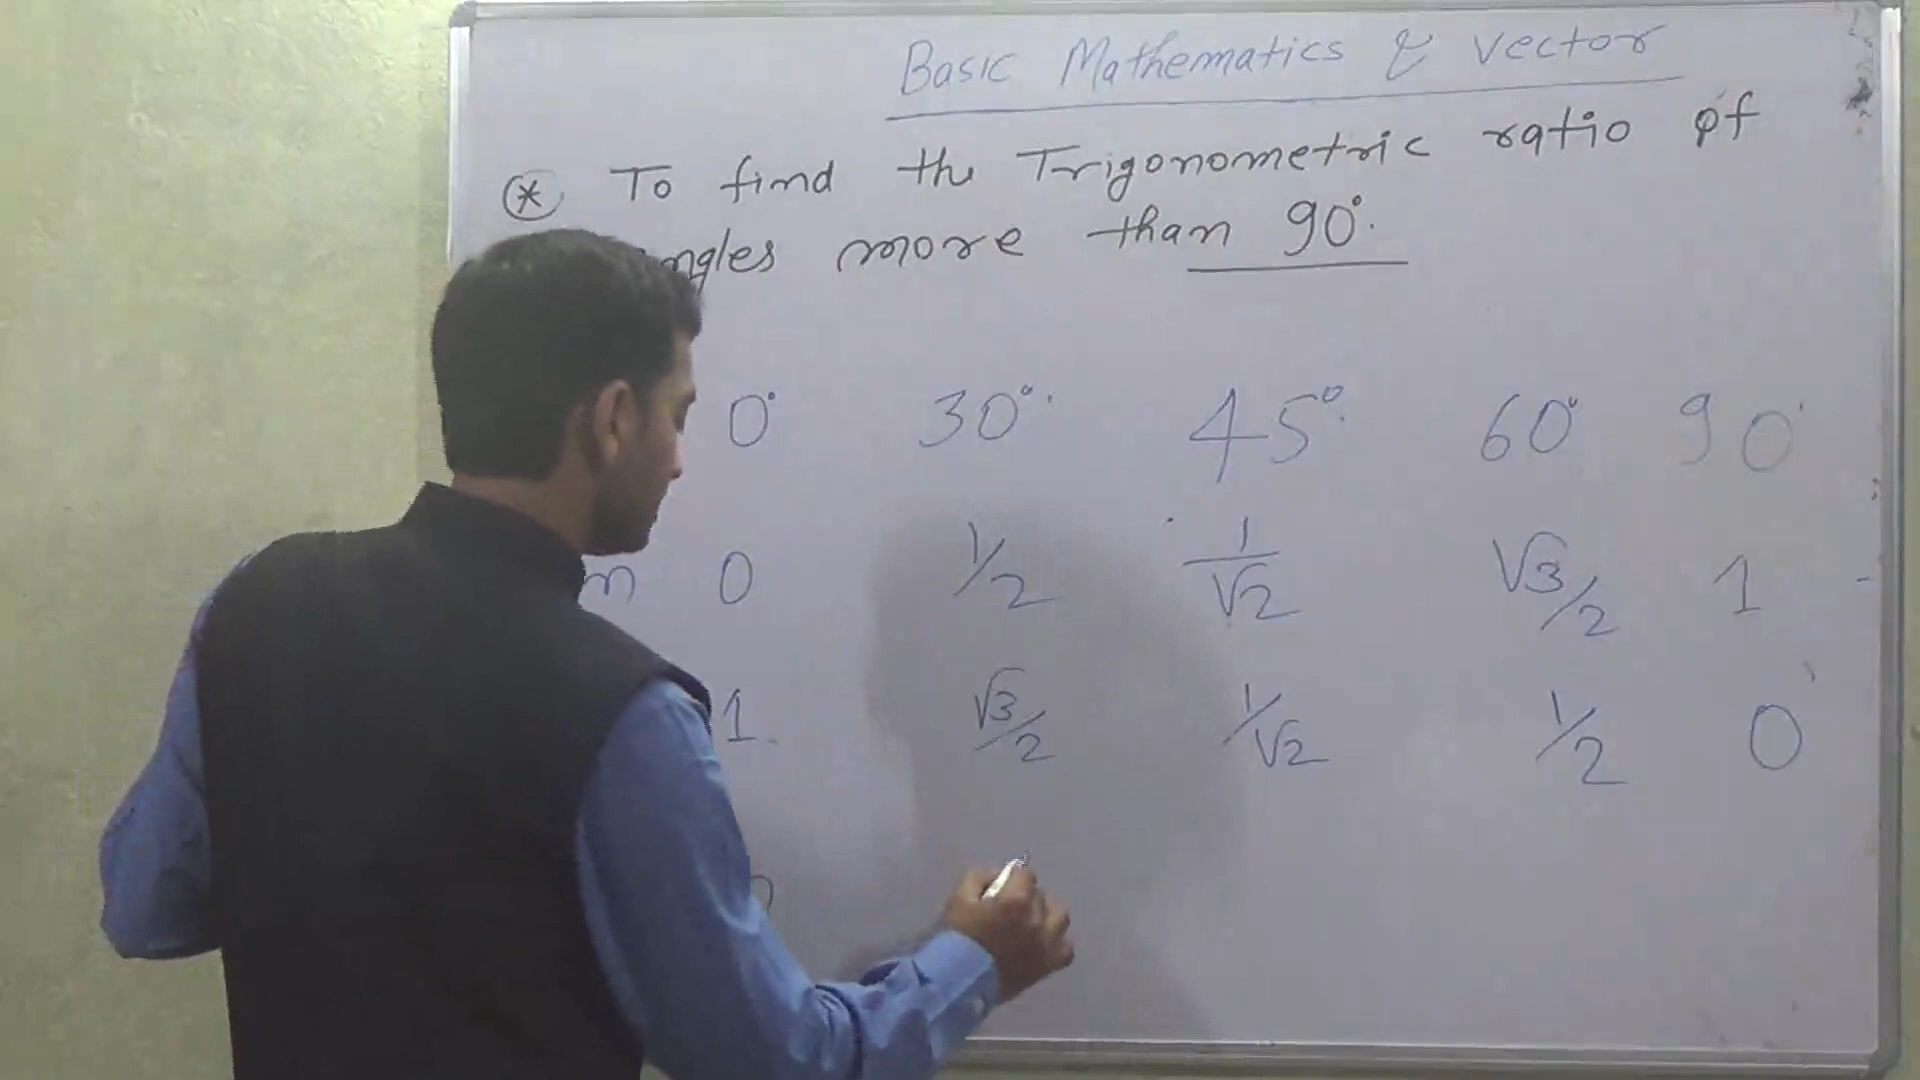 Basic Mathematics & vector
* To find the Trigonometric ratio of
ngles more than 90°.
0° 30° 45° 60° 90°
n 0 1/2 1/√2 √3/2 1
1 √3/2 1/√2 1/2 0